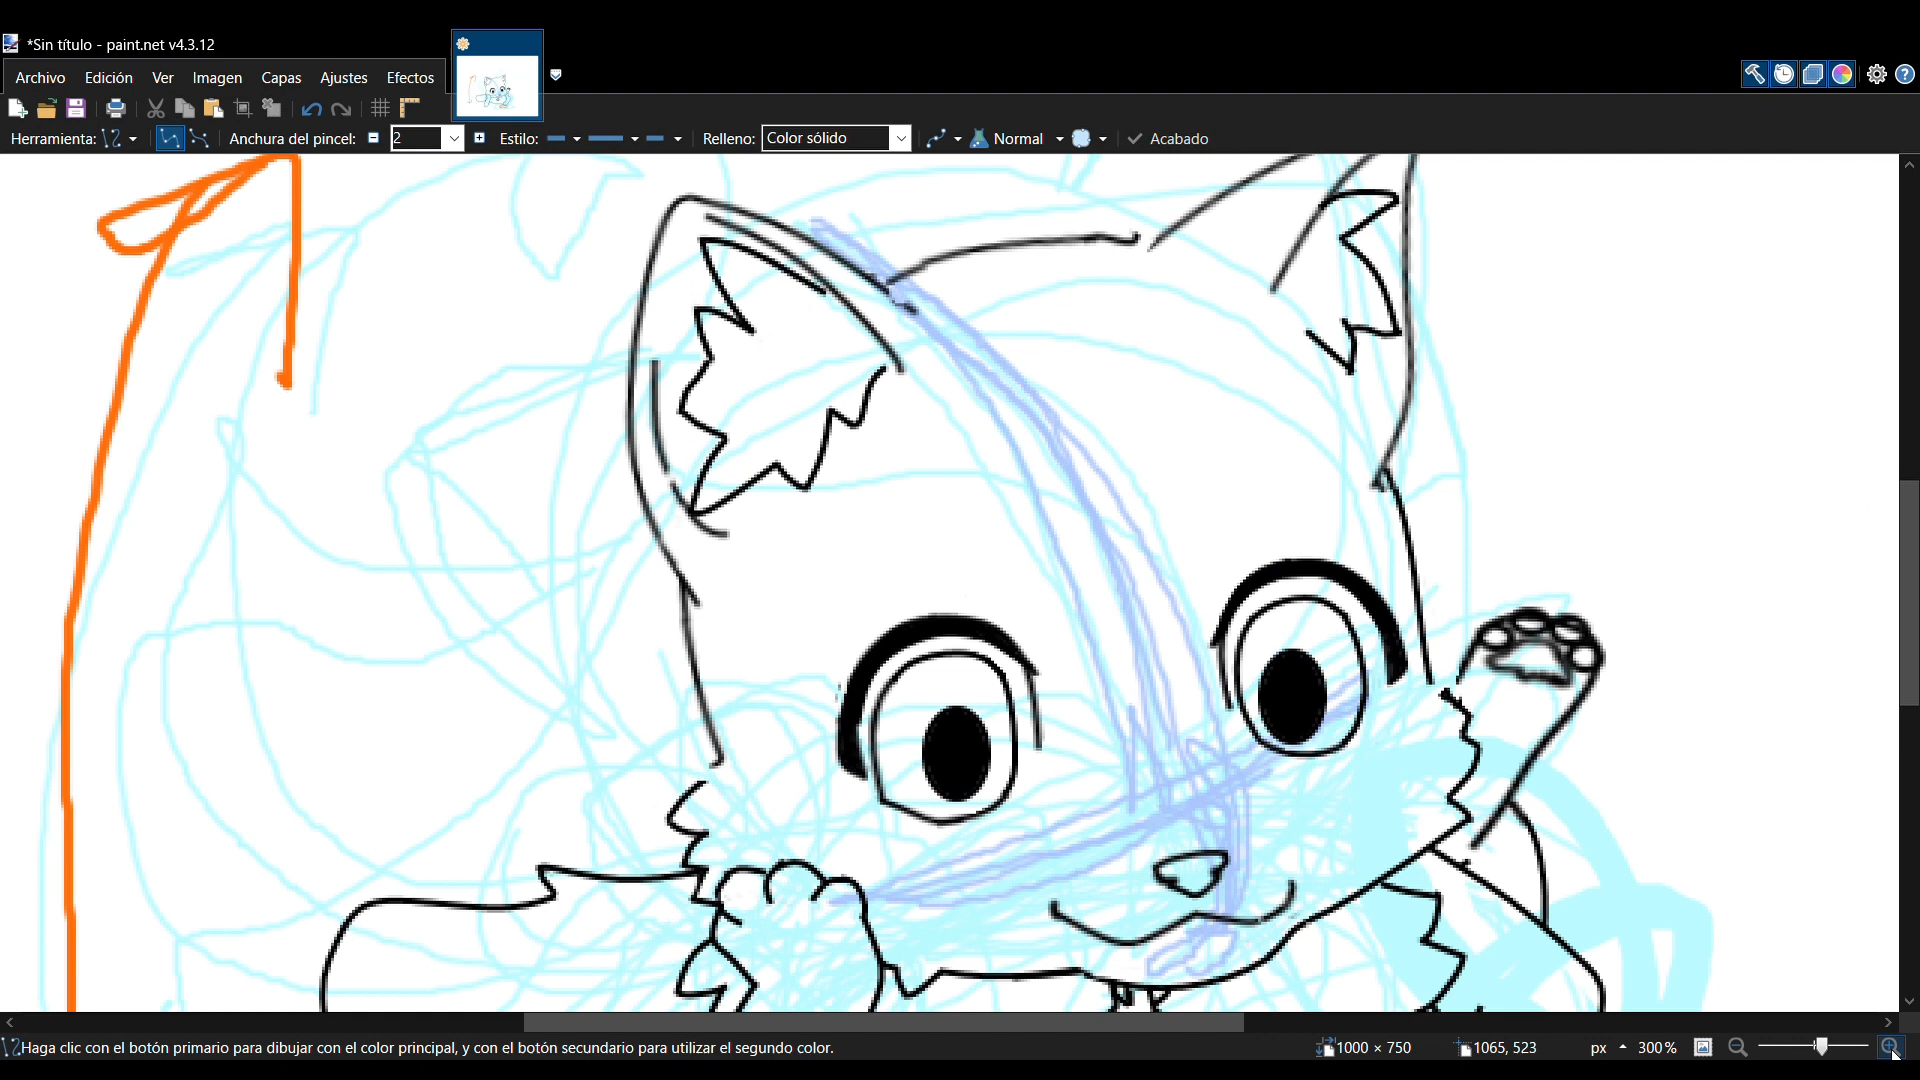 *Sin título - paint.net v4.3.12
Archivo Edición Ver Imagen Capas Ajustes Efectos
Herramienta: Anchura del pincel: 2 Estilo: Relleno: Color sólido Normal Acabado
Haga clic con el botón primario para dibujar con el color principal, y con el botón secundario para utilizar el segundo color. 1000 × 750 1065, 523 px 300%